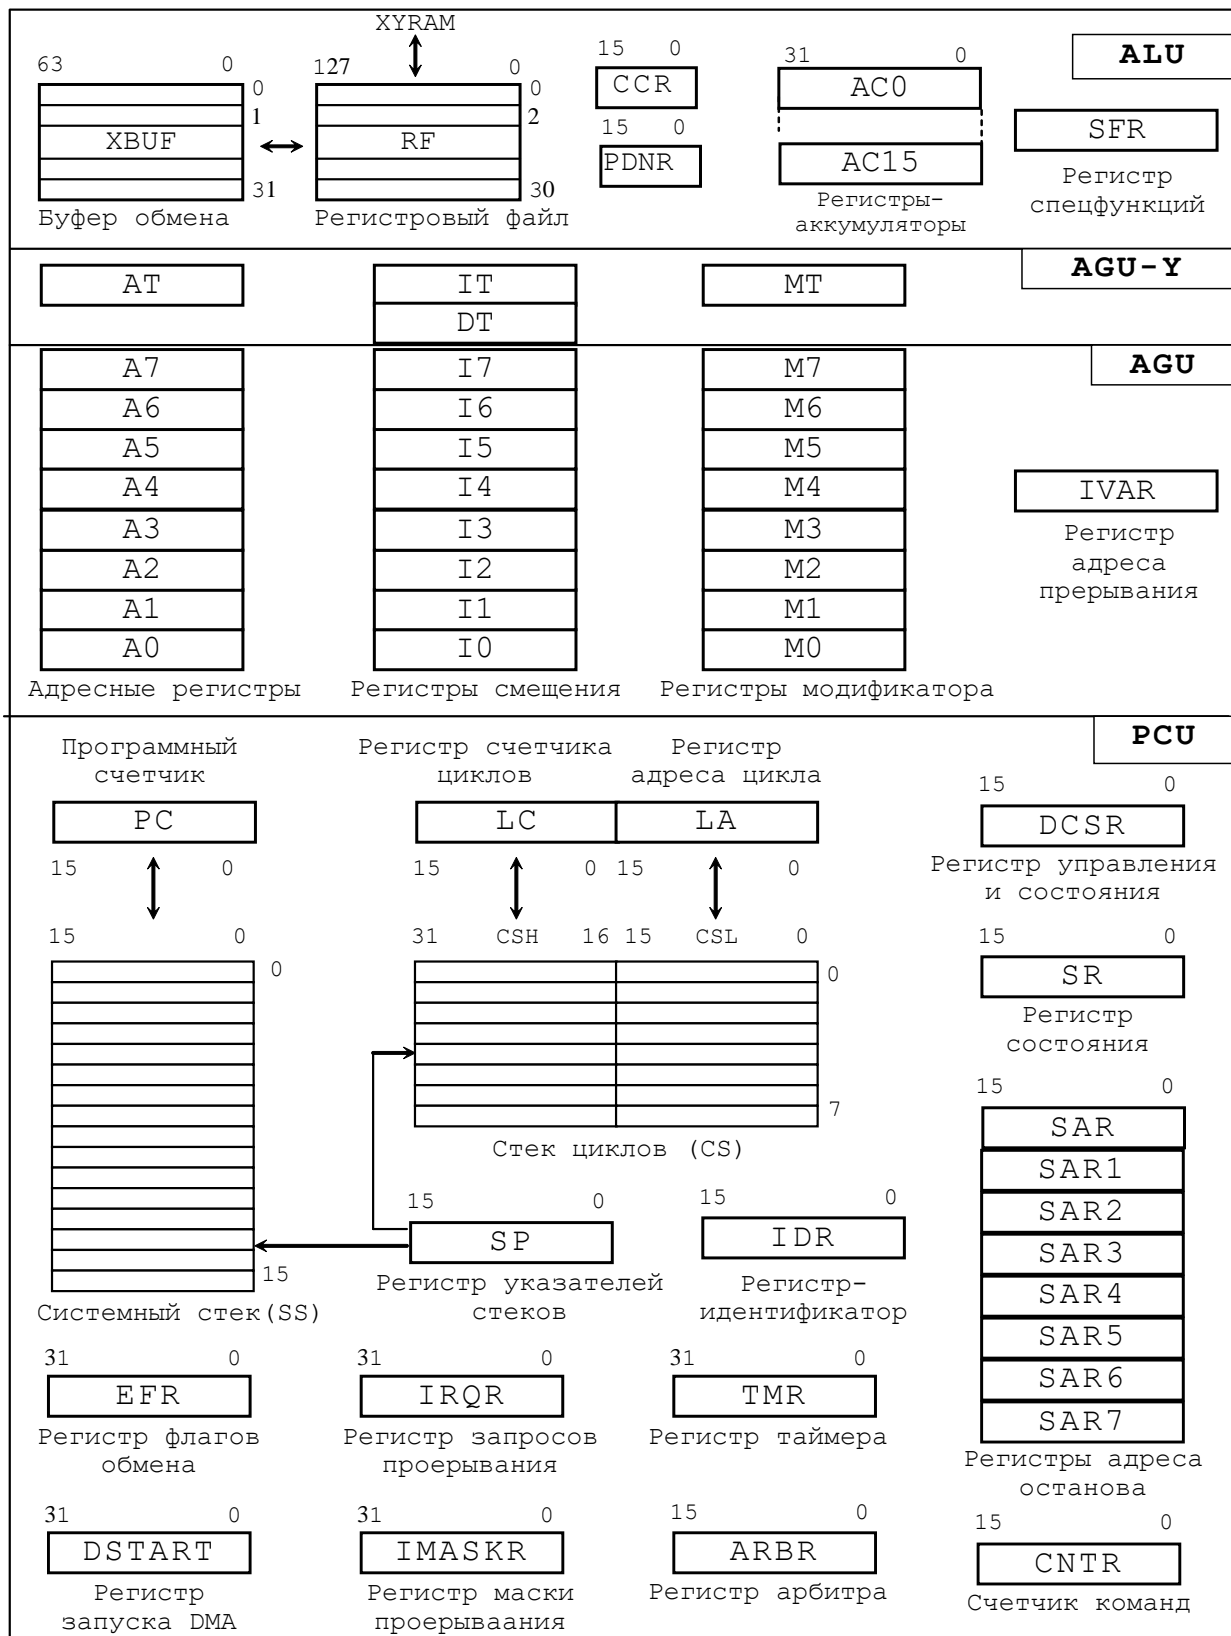 XYRAM
ALU
63 0
127 0
15 0
31 0
0
0
CCR
AC0
1
2
XBUF
RF
15 0
SFR
PDNR
AC15
31
30
Буфер обмена
Регистровый файл
Регистры-
аккумуляторы
Регистр
спецфункций
AGU-Y
AT
IT
MT
DT
AGU
A7
I7
M7
A6
I6
M6
A5
I5
M5
A4
I4
M4
IVAR
A3
I3
M3
Регистр
адреса
прерывания
A2
I2
M2
A1
I1
M1
A0
I0
M0
Адресные регистры
Регистры смещения
Регистры модификатора
PCU
Программный
счетчик
Регистр счетчика
циклов
Регистр
адреса цикла
15 0
PC
LC
LA
DCSR
15 0
15 0
15 0
Регистр управления
и состояния
15 0
31 CSH 16
15 CSL 0
15 0
0
0
SR
Регистр
состояния
7
15 0
Стек циклов (CS)
SAR
SAR1
SAR2
SAR3
SAR4
SAR5
SAR6
SAR7
15 0
15 0
SP
IDR
15
Регистр указателей
стеков
Регистр-
идентификатор
Системный стек(SS)
31 0
31 0
31 0
EFR
IRQR
TMR
Регистр флагов
обмена
Регистр запросов
проерывания
Регистр таймера
Регистры адреса
останова
31 0
31 0
15 0
15 0
DSTART
IMASKR
ARBR
CNTR
Регистр
запуска DMA
Регистр маски
проерываания
Регистр арбитра
Счетчик команд